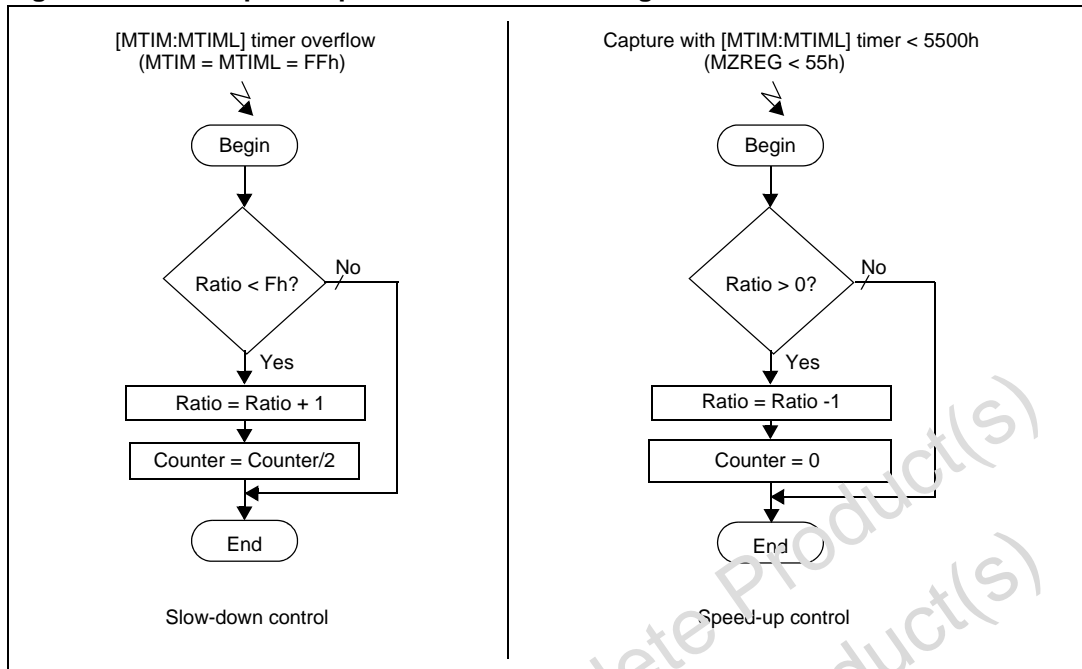 [MTIM:MTIML] timer overflow
(MTIM = MTIML = FFh)
Begin
Ratio < Fh?
No
Yes
Ratio = Ratio + 1
Counter = Counter/2
End
Slow-down control
Capture with [MTIM:MTIML] timer < 5500h
(MZREG < 55h)
Begin
Ratio > 0?
No
Yes
Ratio = Ratio -1
Counter = 0
End
Speed-up control
Product(s)